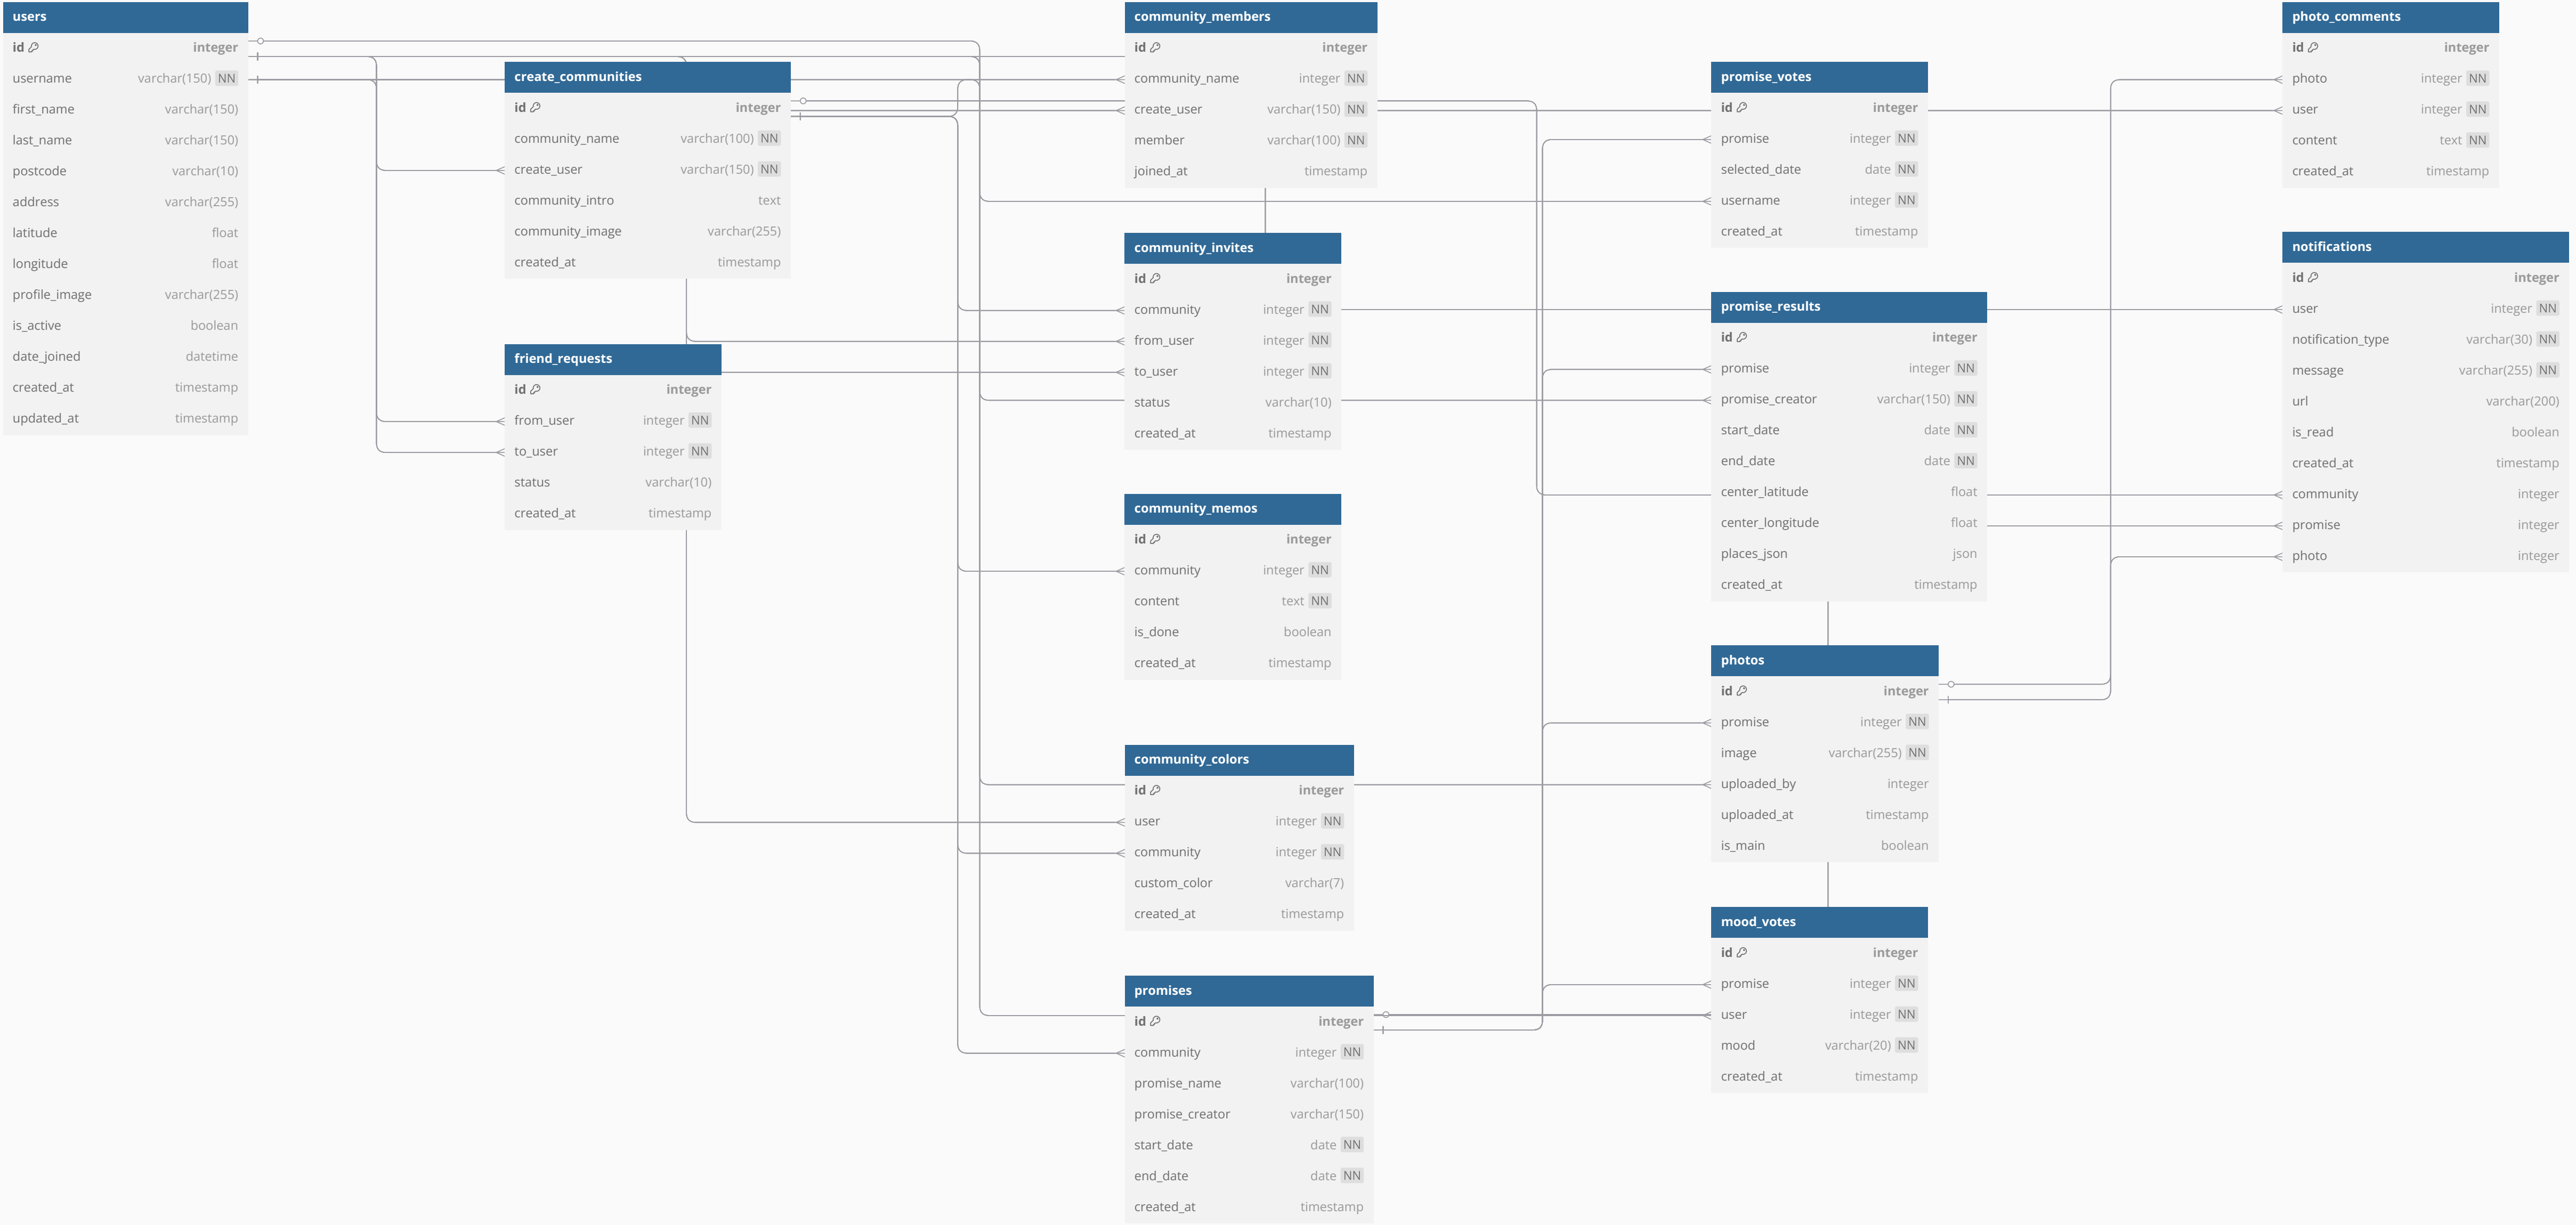 users
id integer
username varchar(150) NN
first_name varchar(150)
last_name varchar(150)
postcode varchar(10)
address varchar(255)
latitude float
longitude float
profile_image varchar(255)
is_active boolean
date_joined datetime
created_at timestamp
updated_at timestamp
create_communities
id integer
community_name varchar(100) NN
create_user varchar(150) NN
community_intro text
community_image varchar(255)
created_at timestamp
friend_requests
id integer
from_user integer NN
to_user integer NN
status varchar(10)
created_at timestamp
community_members
id integer
community_name integer NN
create_user varchar(150) NN
member varchar(100) NN
joined_at timestamp
community_invites
id integer
community integer NN
from_user integer NN
to_user integer NN
status varchar(10)
created_at timestamp
community_memos
id integer
community integer NN
content text NN
is_done boolean
created_at timestamp
community_colors
id integer
user integer NN
community integer NN
custom_color varchar(7)
created_at timestamp
promises
id integer
community integer NN
promise_name varchar(100)
promise_creator varchar(150)
start_date date NN
end_date date NN
created_at timestamp
promise_votes
id integer
promise integer NN
selected_date date NN
username integer NN
created_at timestamp
promise_results
id integer
promise integer NN
promise_creator varchar(150) NN
start_date date NN
end_date date NN
center_latitude float
center_longitude float
places_json json
created_at timestamp
photos
id integer
promise integer NN
image varchar(255) NN
uploaded_by integer
uploaded_at timestamp
is_main boolean
mood_votes
id integer
promise integer NN
user integer NN
mood varchar(20) NN
created_at timestamp
photo_comments
id integer
photo integer NN
user integer NN
content text NN
created_at timestamp
notifications
id integer
user integer NN
notification_type varchar(30) NN
message varchar(255) NN
url varchar(200)
is_read boolean
created_at timestamp
community integer
promise integer
photo integer